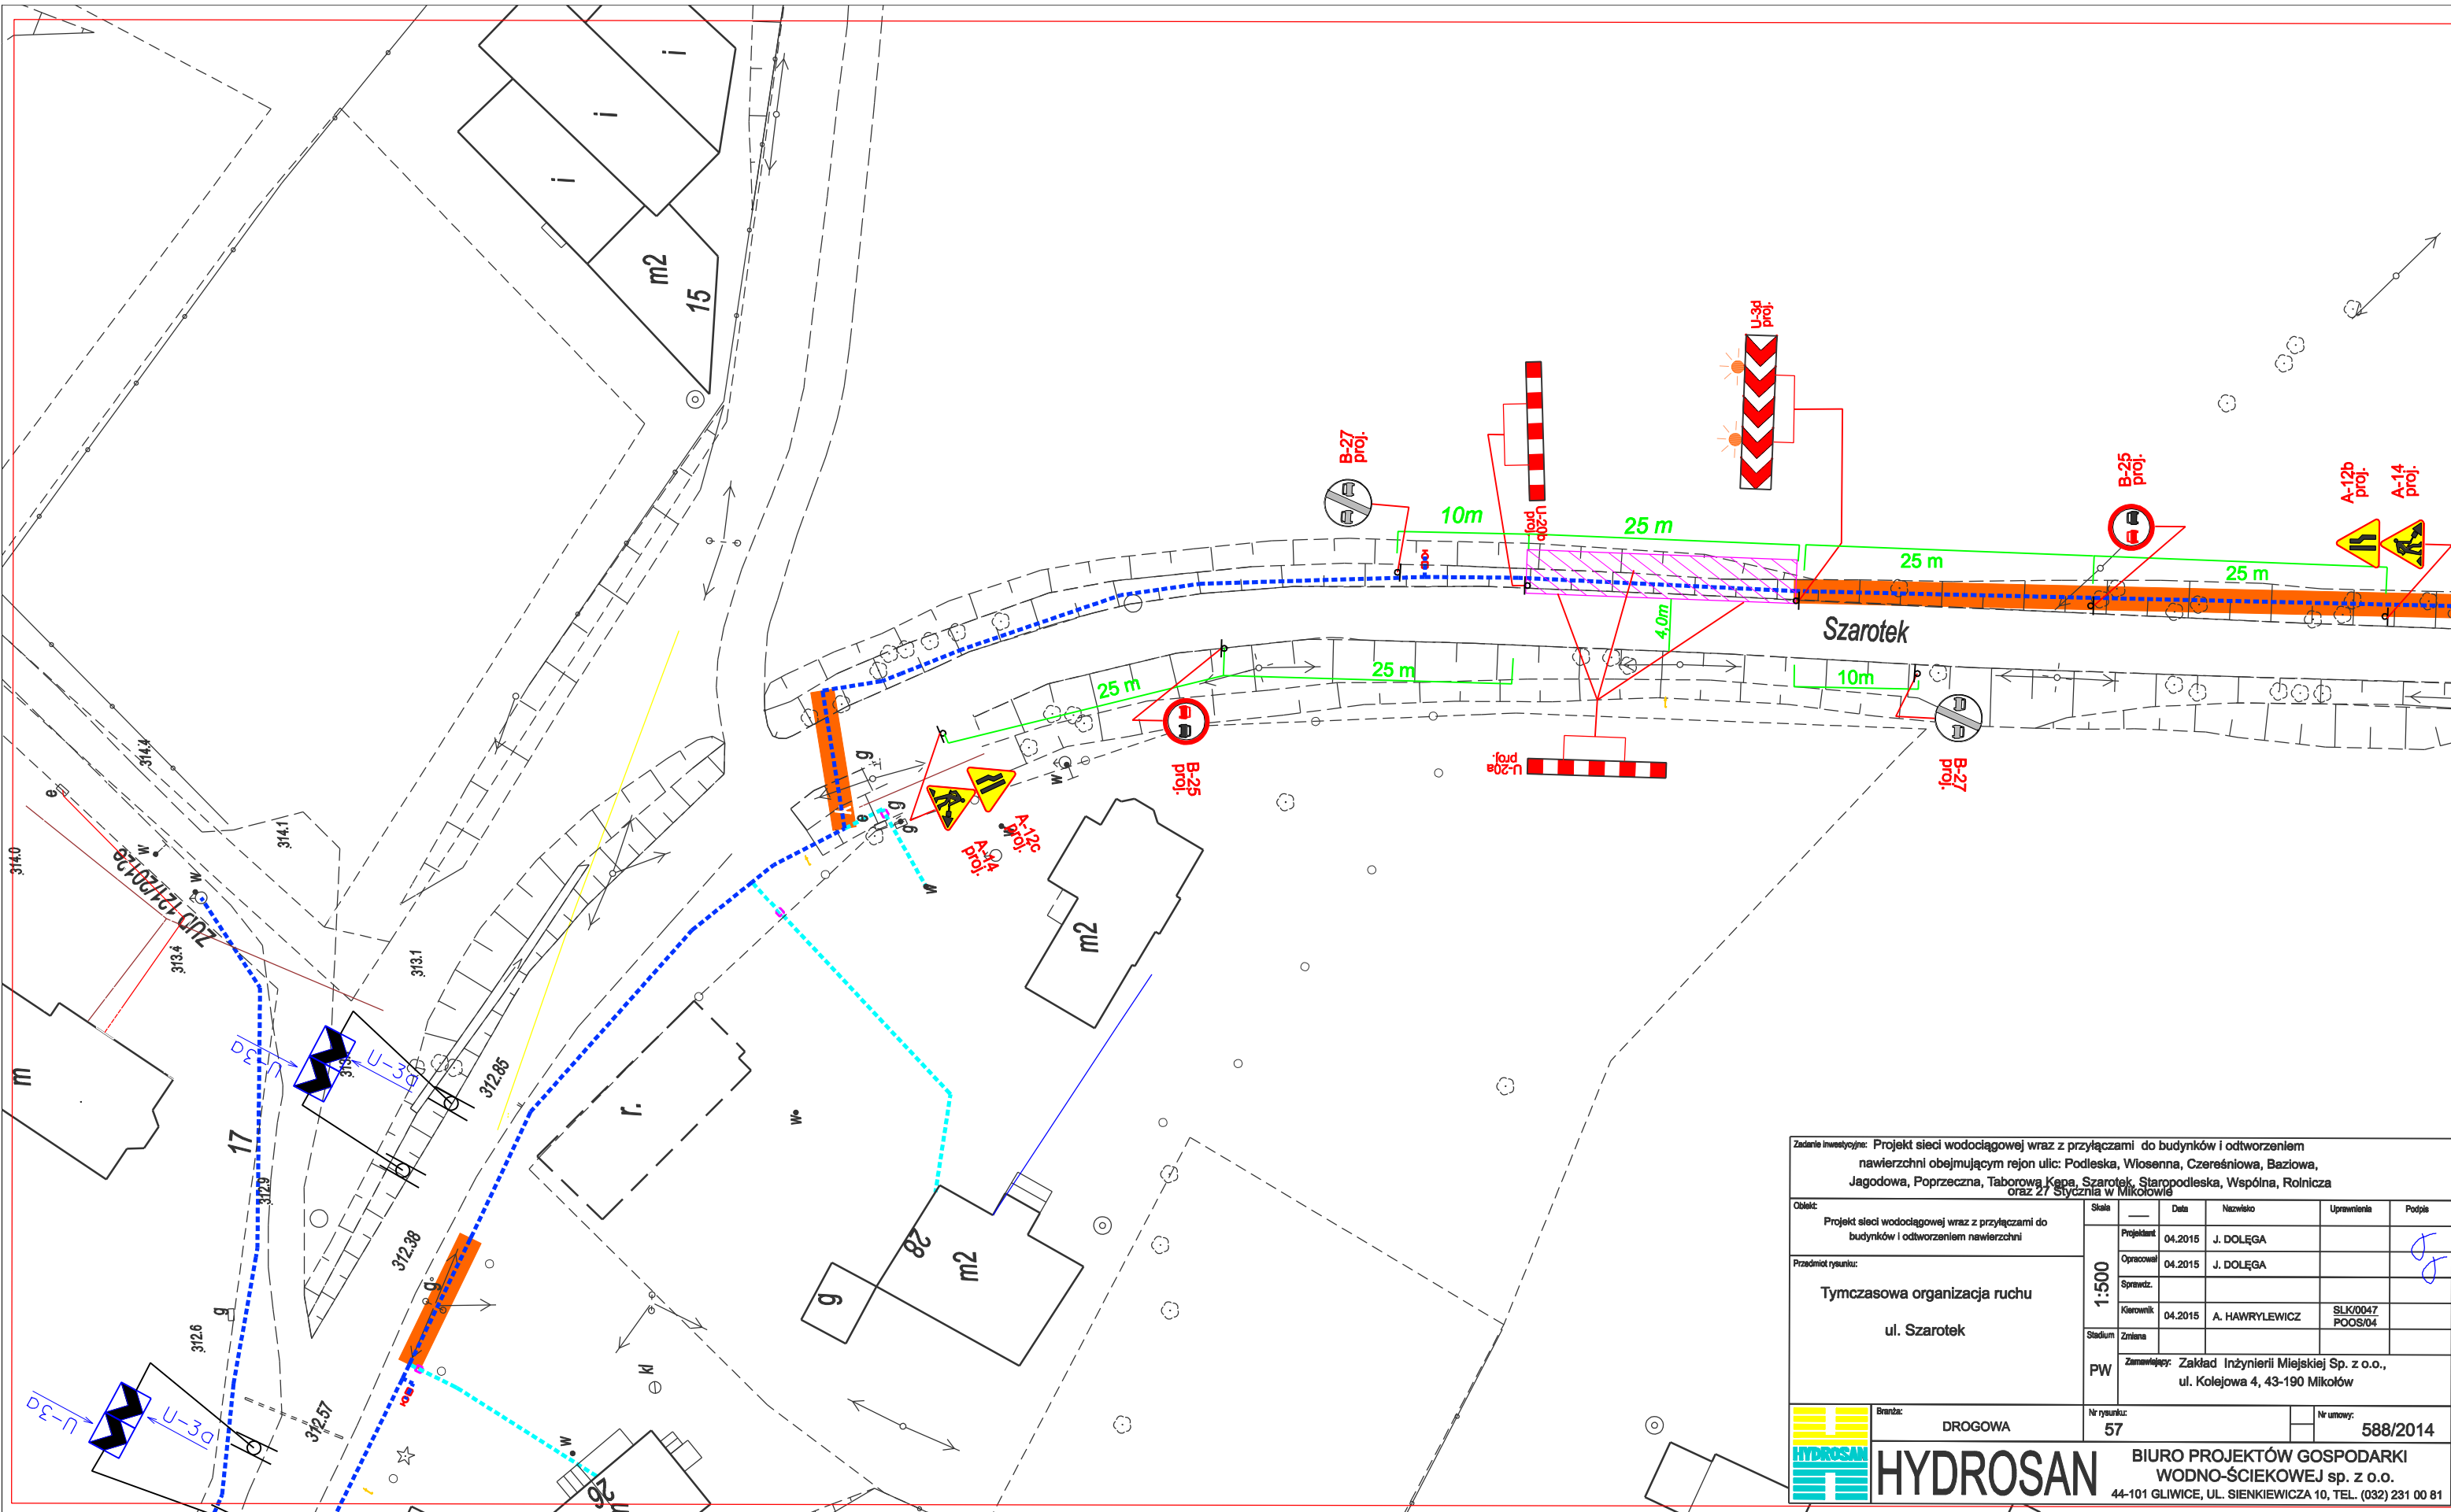 i
i
i
m2
15
U-3d
proj.
B-27
proj.
U-20b
proj.
10m
25 m
25 m
25 m
B-25
proj.
A-12b
proj.
A-14
proj.
4,0m
Szarotek
25 m
25 m
10m
B-25
proj.
U-20a
proj.
B-27
proj.
A-12c
proj.
A-14
proj.
g
e
g
g
w
w
w
314.4
e
314.1
314.0
w
w
ZUD 121/2012e
313.4
313.1
m2
U-3a
U-3a
312.85
m
17
r.
w
312.9
312.38
g
g
312.6
28
m2
g
kl
U-3a
U-3a
312.57
w
26
Zadanie inwestycyjne: Projekt sieci wodociągowej wraz z przyłączami do budynków i odtworzeniem
nawierzchni obejmującym rejon ulic: Podleska, Wiosenna, Czereśniowa, Baziowa,
Jagodowa, Poprzeczna, Taborowa Kępa, Szarotek, Staropodleska, Wspólna, Rolnicza
oraz 27 Stycznia w Mikołowie
Obiekt:
Projekt sieci wodociągowej wraz z przyłączami do
budynków i odtworzeniem nawierzchni
Skala
Data
Nazwisko
Uprawnienia
Podpis
1:500
Projektant
04.2015
J. DOLĘGA
Opracował
04.2015
J. DOLĘGA
Sprawdz.
Kierownik
04.2015
A. HAWRYLEWICZ
SLK/0047
POOS/04
Przedmiot rysunku:
Tymczasowa organizacja ruchu
ul. Szarotek
Stadium
Zmiana
PW
Zamawiający: Zakład Inżynierii Miejskiej Sp. z o.o.,
ul. Kolejowa 4, 43-190 Mikołów
Branża:
DROGOWA
Nr rysunku:
57
Nr umowy:
588/2014
HYDROSAN
HYDROSAN
BIURO PROJEKTÓW GOSPODARKI
WODNO-ŚCIEKOWEJ sp. z o.o.
44-101 GLIWICE, UL. SIENKIEWICZA 10, TEL. (032) 231 00 81